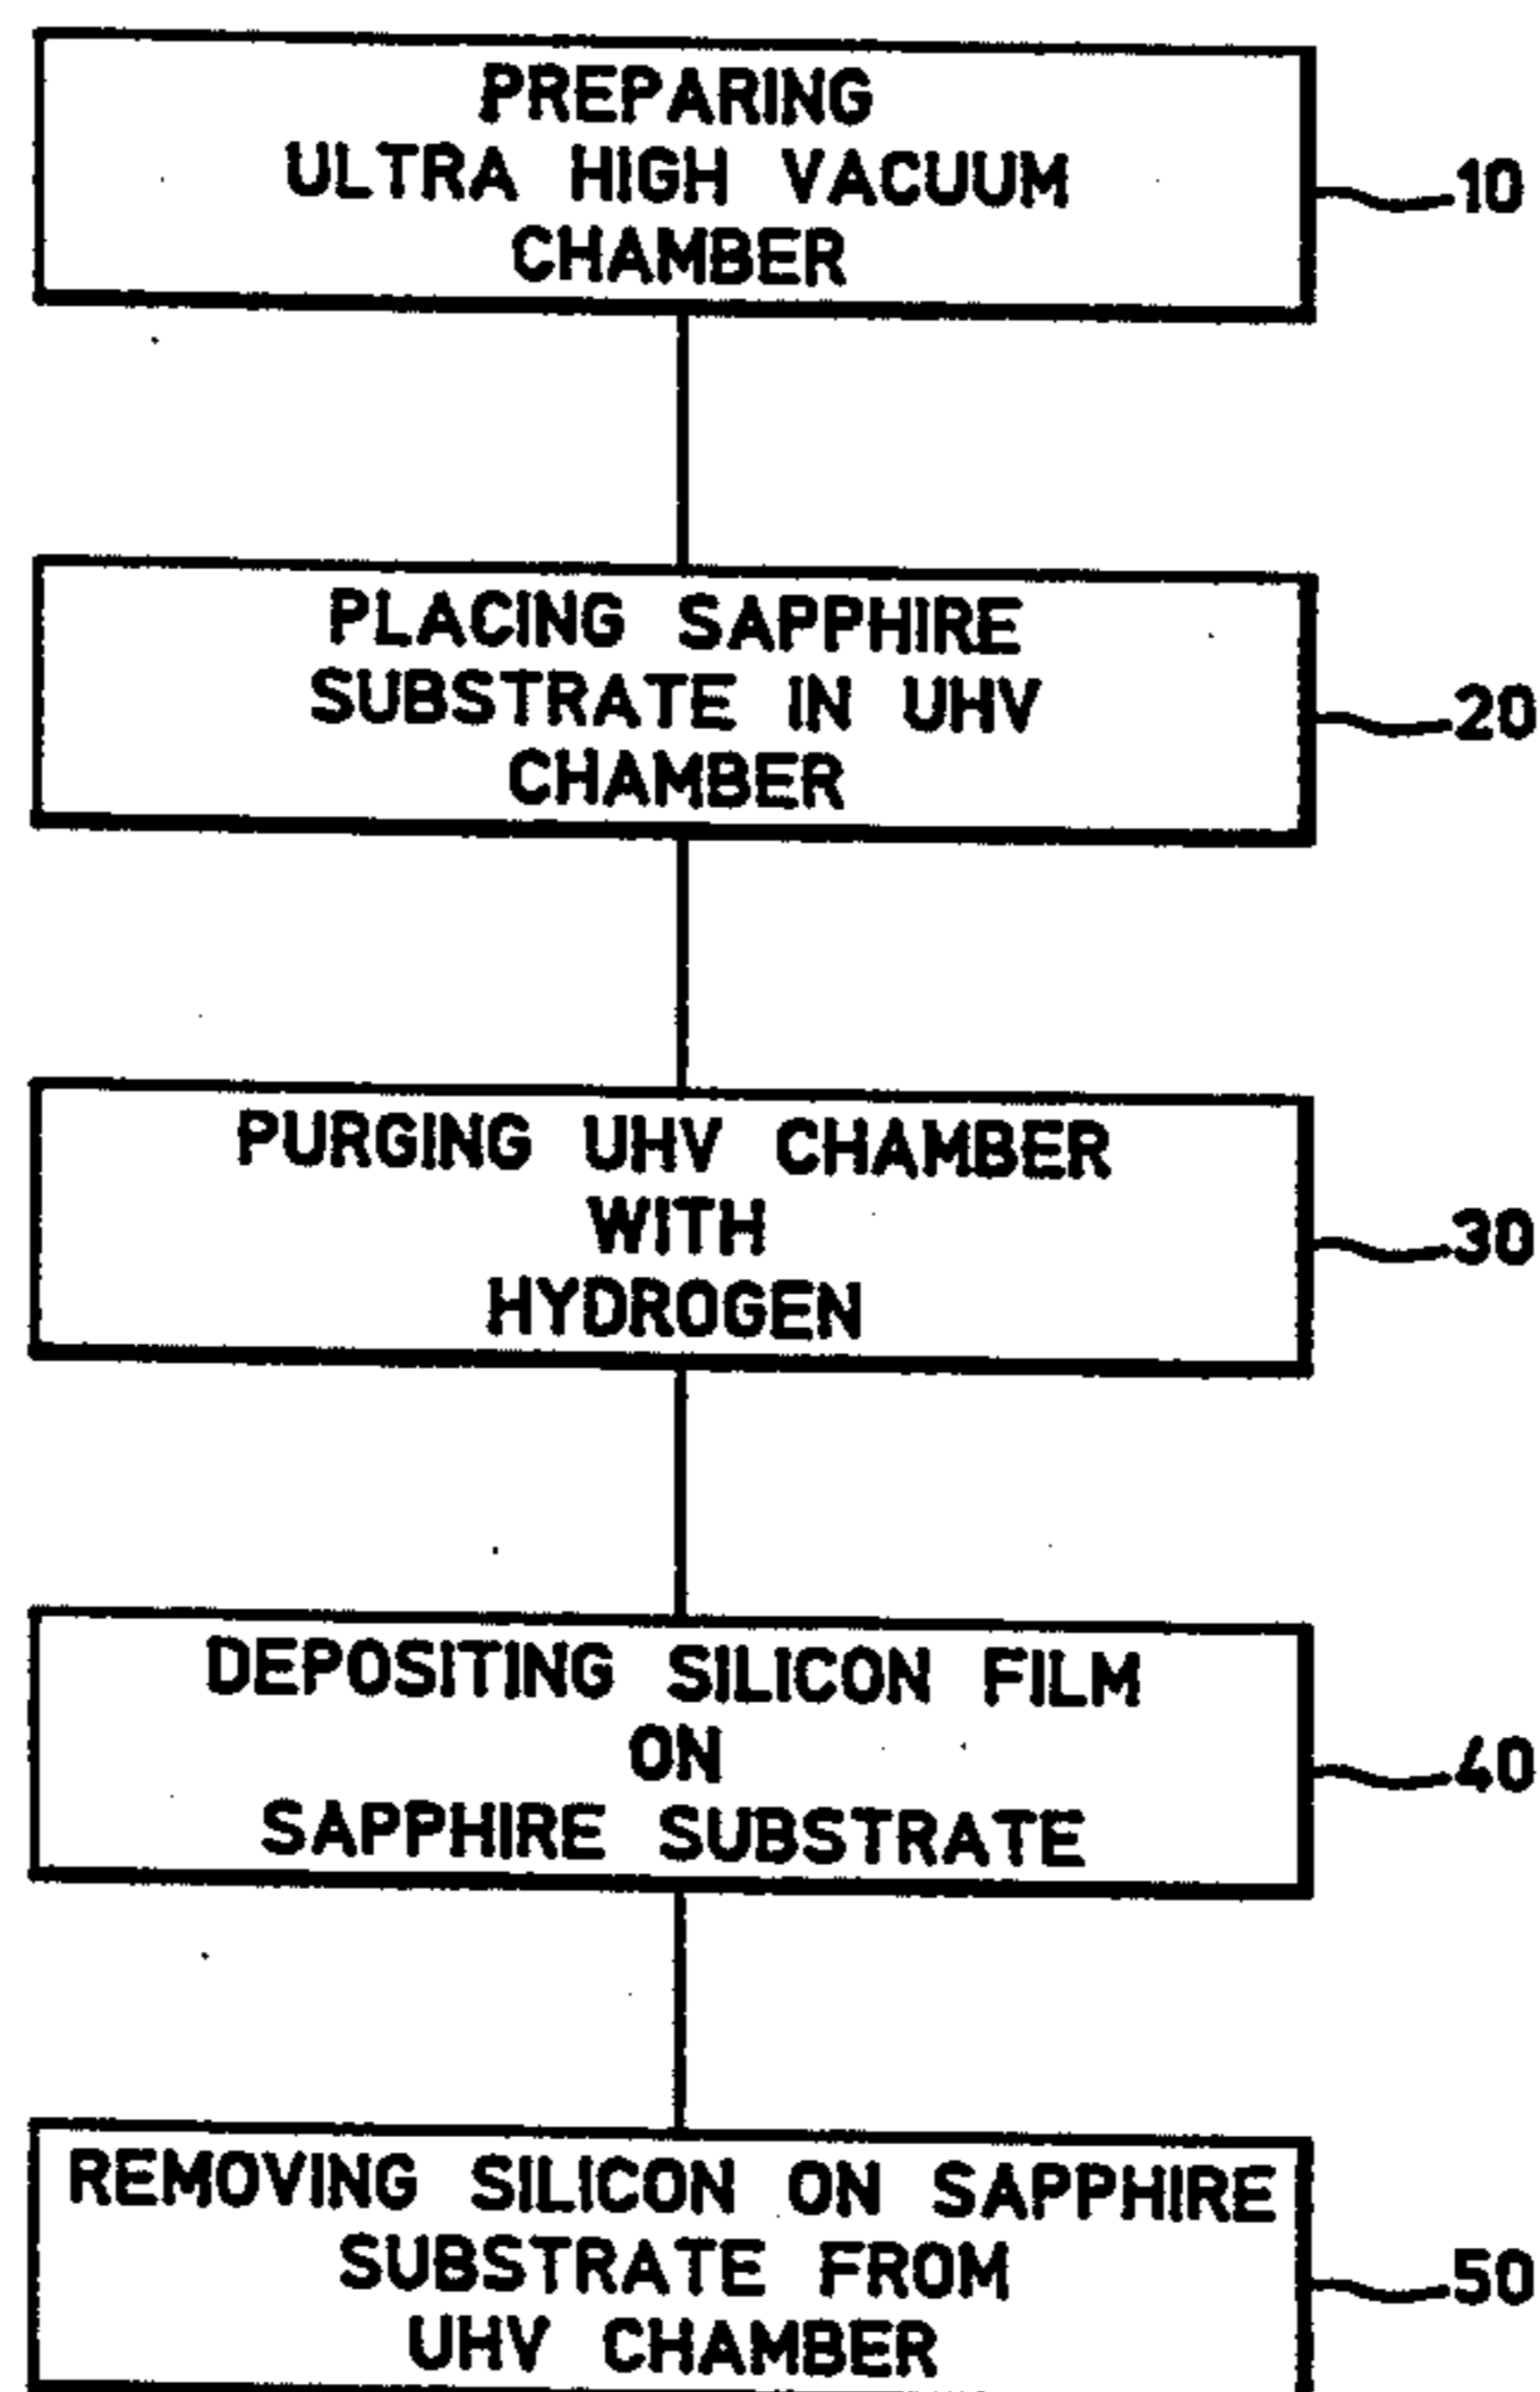 PREPARING
ULTRA HIGH VACUUM
CHAMBER
10
PLACING SAPPHIRE
SUBSTRATE IN UHV
CHAMBER
20
PURGING UHV CHAMBER
WITH
HYDROGEN
30
DEPOSITING SILICON FILM
ON
SAPPHIRE SUBSTRATE
40
REMOVING SILICON ON SAPPHIRE
SUBSTRATE FROM
UHV CHAMBER
50